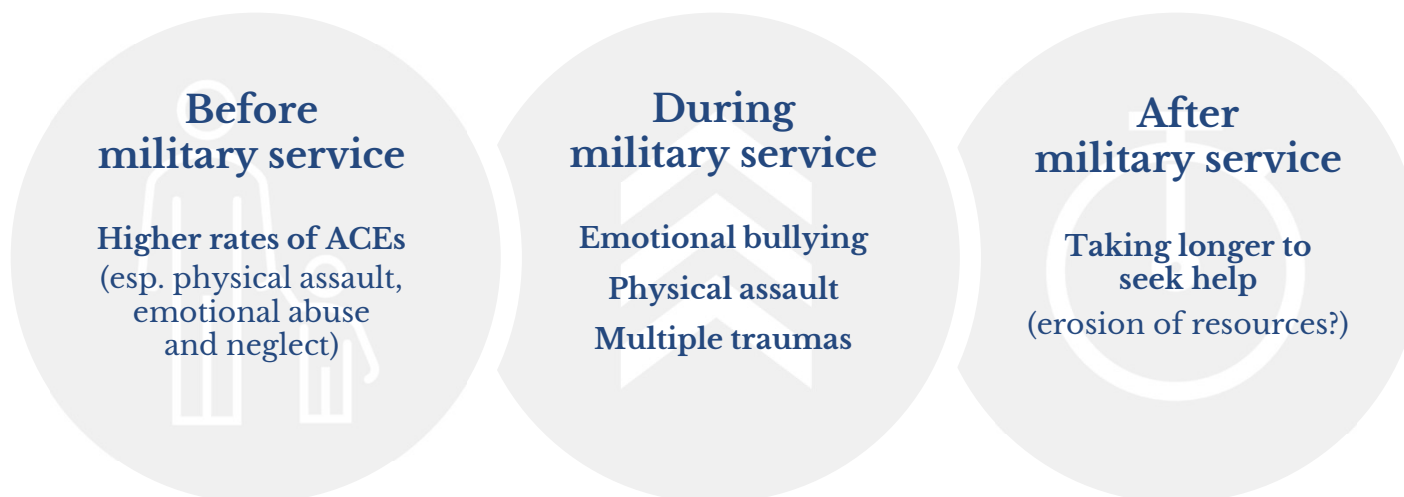 Before
military service
Higher rates of ACEs
(esp. physical assault,
emotional abuse
and neglect)
During
military service
Emotional bullying
Physical assault
Multiple traumas
After
military service
Taking longer to
seek help
(erosion of resources?)